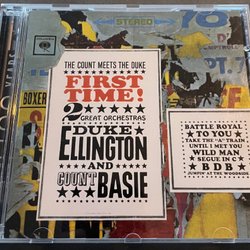 STEREO
COLUMBIA
THE COUNT MEETS THE DUKE
FIRST
TIME!
2 GREAT ORCHESTRAS
DUKE
ELLINGTON
AND
COUNT BASIE
BATTLE ROYAL
TO YOU
TAKE THE "A" TRAIN
UNTIL I MET YOU
WILD MAN
SEGUE IN C
B D B
JUMPIN' AT THE WOODSIDE
BOXER